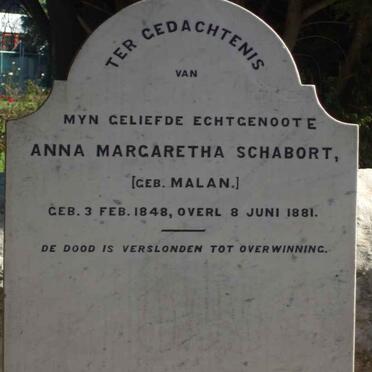 TER GEDACHTENIS
VAN
MYN GELIEFDE ECHTGENOOTE
ANNA MARGARETHA SCHABORT,
[GEB. MALAN.]
GEB. 3 FEB. 1848, OVERL 8 JUNI 1881.
DE DOOD IS VERSLONDEN TOT OVERWINNING.